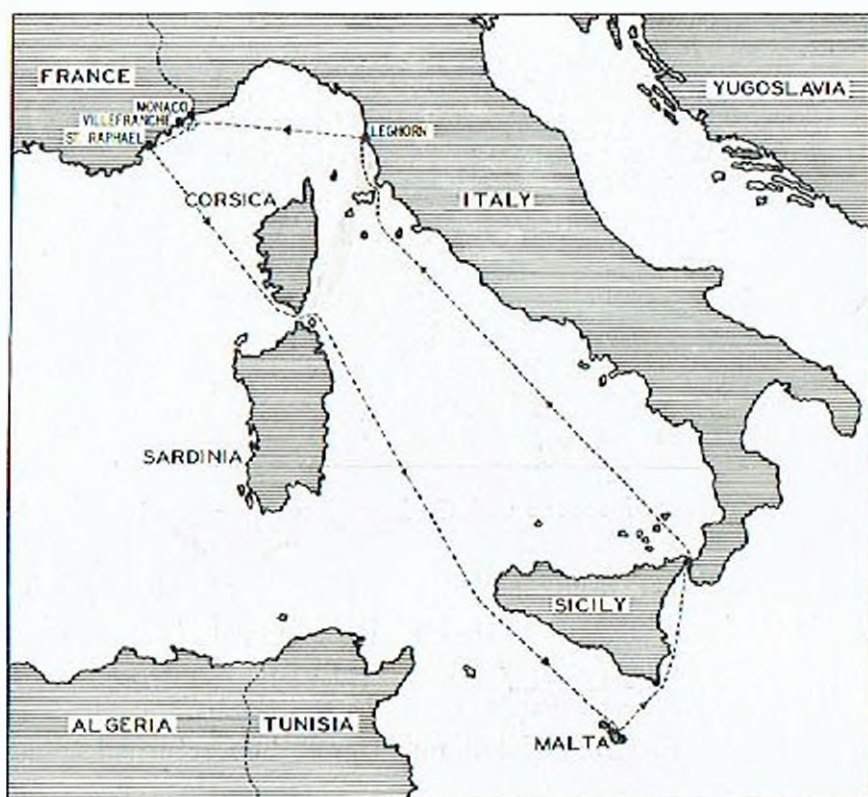 FRANCE
YUGOSLAVIA
MONACO
VILLEFRANCHE
ST. RAPHAEL
LEGHORN
CORSICA
ITALY
SARDINIA
SICILY
ALGERIA
TUNISIA
MALTA